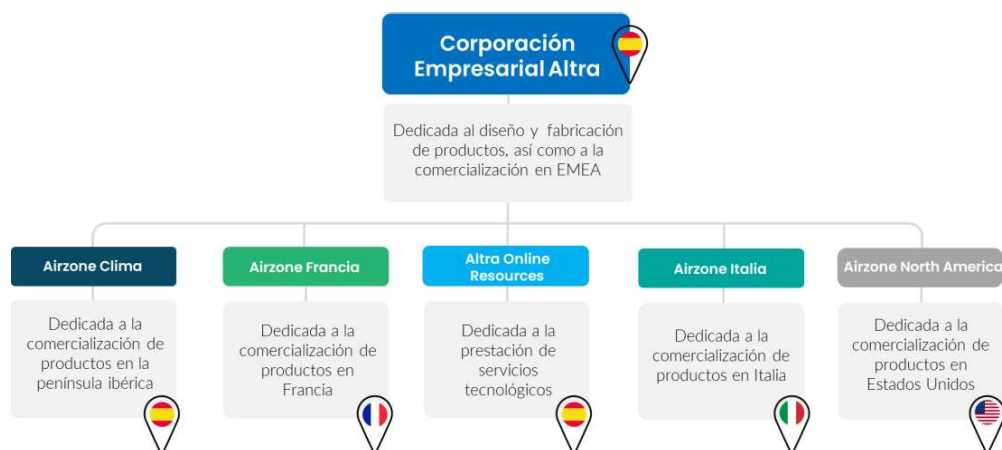 Corporación
Empresarial Altra
Dedicada al diseño y fabricación
de productos, así como a la
comercialización en EMEA
Airzone Clima
Dedicada a la
comercialización de
productos en la
península ibérica
Airzone Francia
Dedicada a la
comercialización de
productos en
Francia
Altra Online
Resources
Dedicada a la
prestación de
servicios
tecnológicos
Airzone Italia
Dedicada a la
comercialización de
productos en Italia
Airzone North America
Dedicada a la
comercialización de
productos en
Estados Unidos